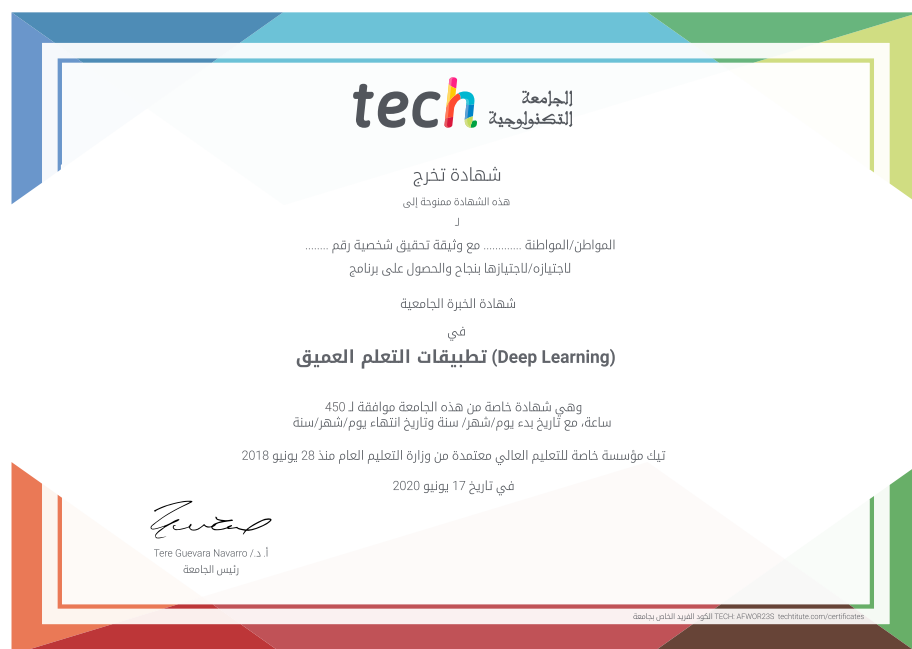 tech الجامعة
التكنولوجية
شهادة تخرج
هذه الشهادة ممنوحة إلى
لـ
المواطن/المواطنة ............. مع وثيقة تحقيق شخصية رقم ........
لاجتيازه/لاجتيازها بنجاح والحصول على برنامج
شهادة الخبرة الجامعية
في
تطبيقات التعلم العميق (Deep Learning)
وهي شهادة خاصة من هذه الجامعة موافقة لـ 450
ساعة، مع تاريخ بدء يوم/شهر/ سنة وتاريخ انتهاء يوم/شهر/سنة
تيك مؤسسة خاصة للتعليم العالي معتمدة من وزارة التعليم العام منذ 28 يونيو 2018
في تاريخ 17 يونيو 2020
أ. د./ Tere Guevara Navarro
رئيس الجامعة
الكود الفريد الخاص بجامعة TECH: AFWOR23S techtitute.com/certificates